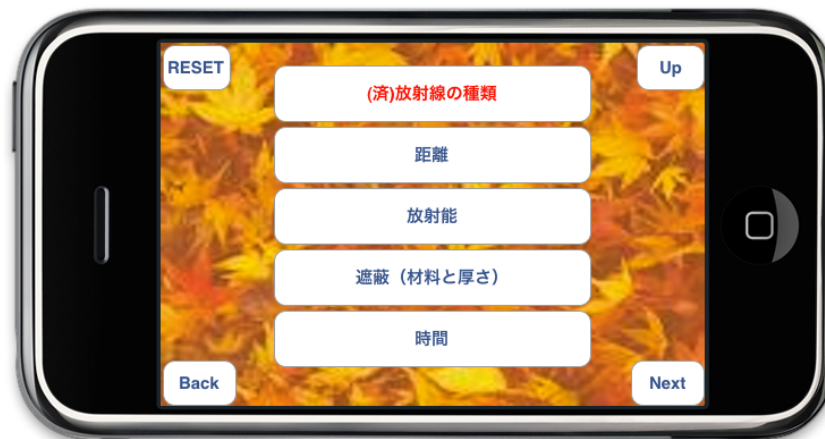 RESET
Up
(済)放射線の種類
距離
放射能
遮蔽（材料と厚さ）
時間
Back
Next